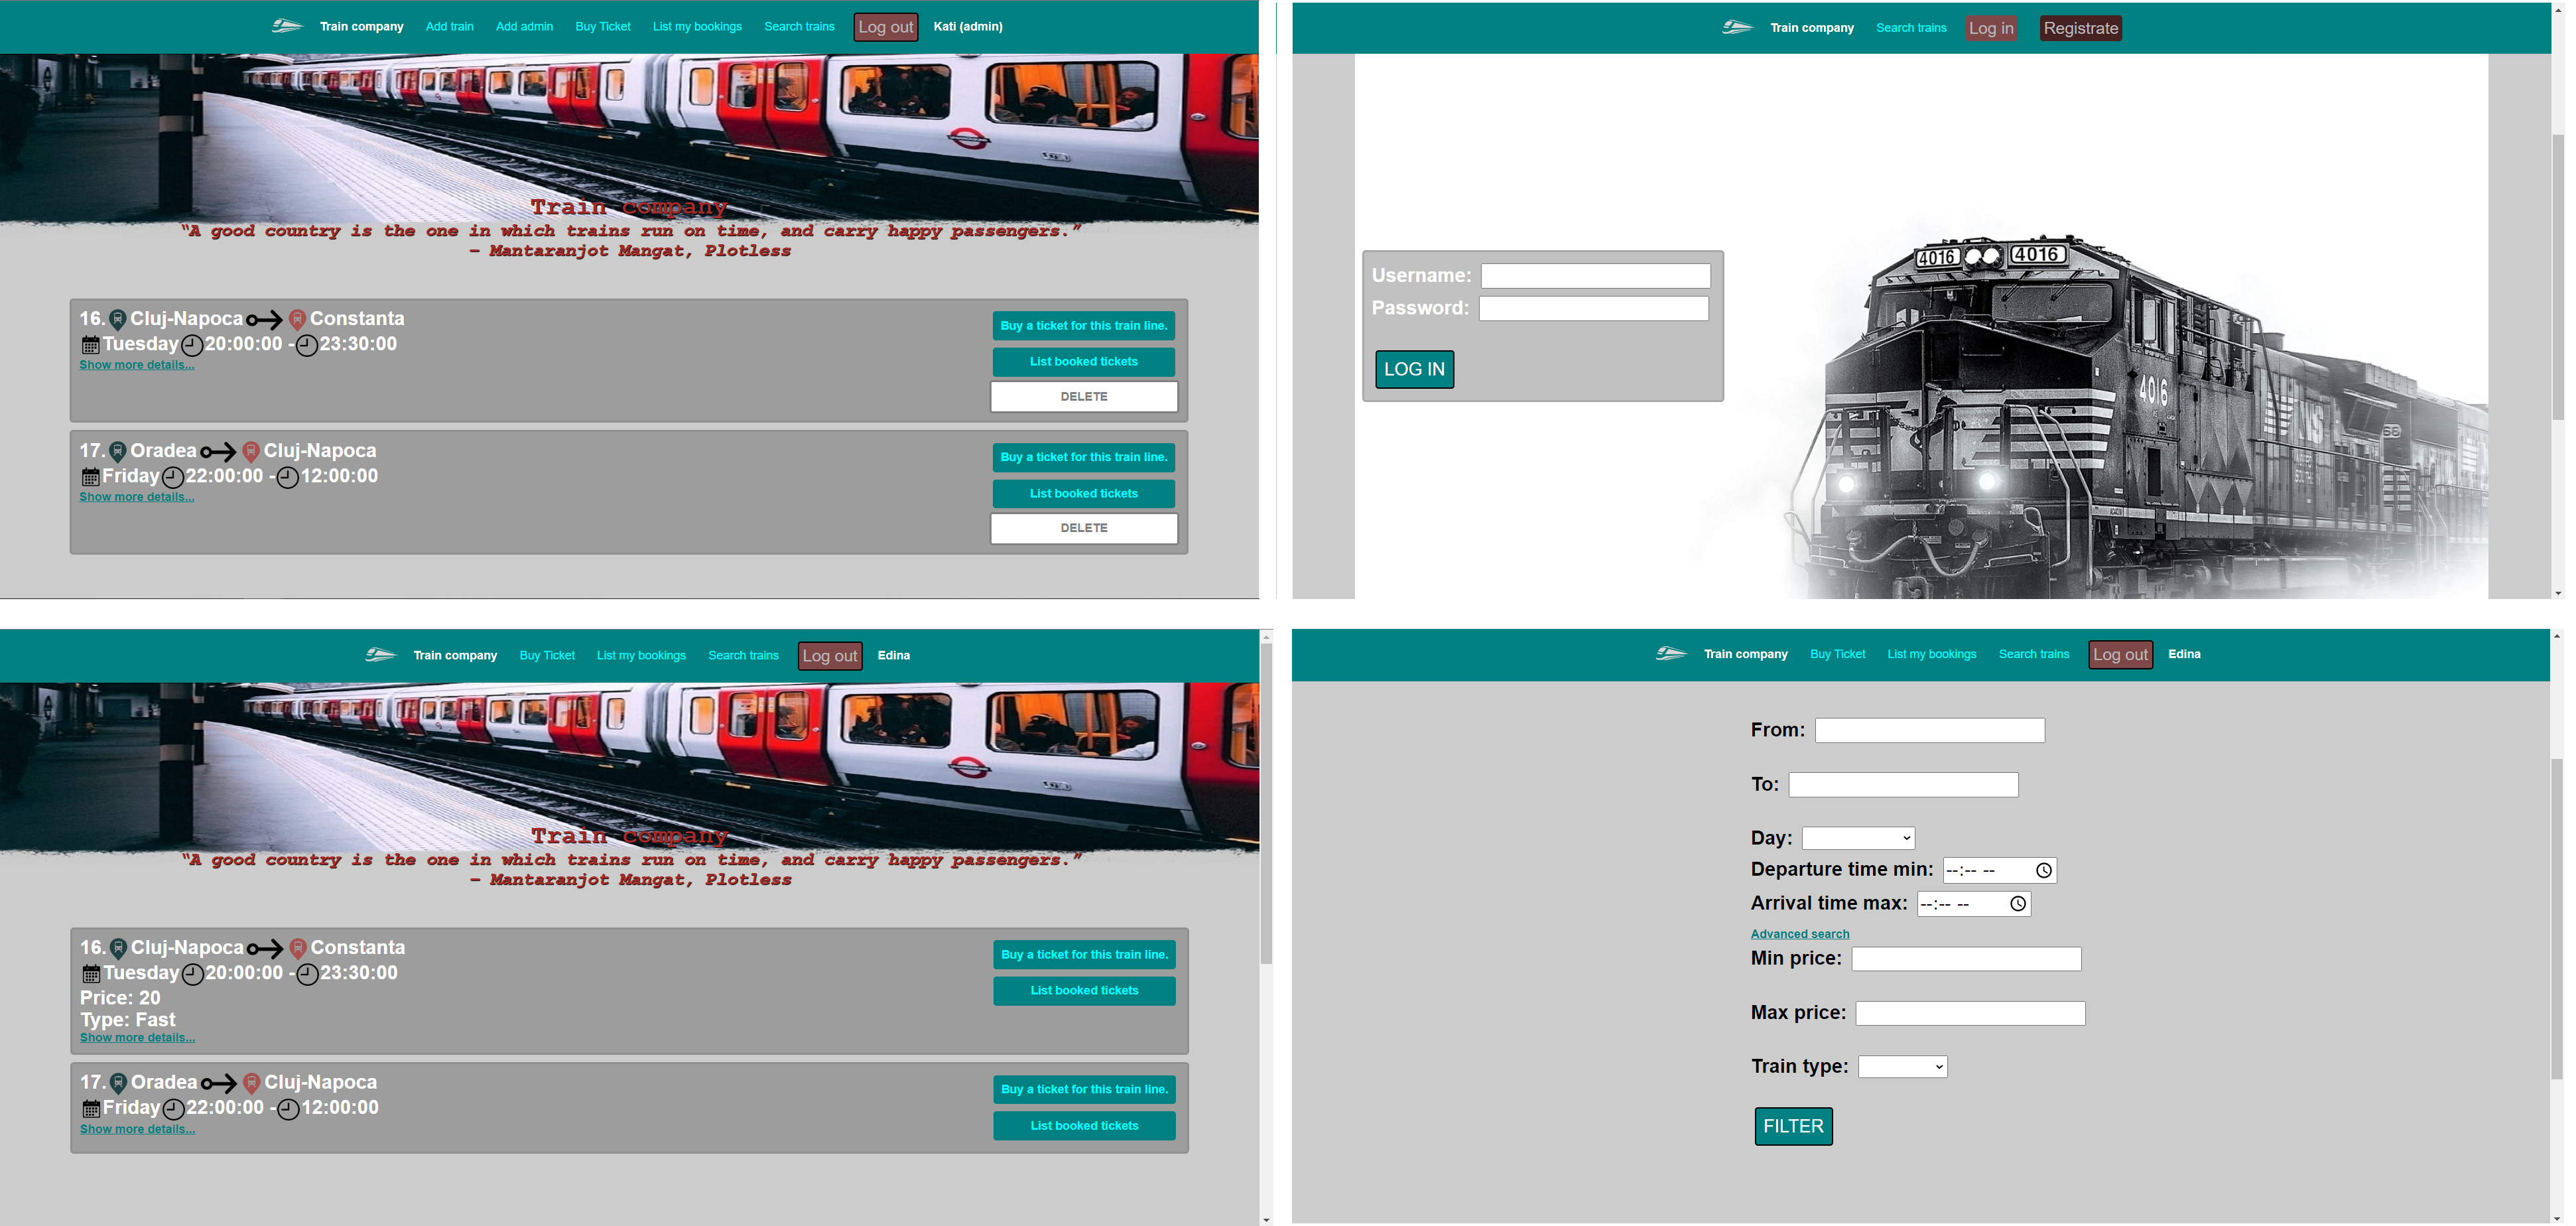 Train company Add train Add admin Buy Ticket List my bookings Search trains Log out Kati (admin)
Train company
“A good country is the one in which trains run on time, and carry happy passengers.”
– Mantaranjot Mangat, Plotless
16. Cluj-Napoca Constanta
Tuesday 20:00:00 - 23:30:00
Show more details...
Buy a ticket for this train line.
List booked tickets
DELETE
17. Oradea Cluj-Napoca
Friday 22:00:00 - 12:00:00
Show more details...
Buy a ticket for this train line.
List booked tickets
DELETE
Train company Search trains Log in Registrate
Username:
Password:
LOG IN
4016 4016
4016
NS
Train company Buy Ticket List my bookings Search trains Log out Edina
Train company
“A good country is the one in which trains run on time, and carry happy passengers.”
– Mantaranjot Mangat, Plotless
16. Cluj-Napoca Constanta
Tuesday 20:00:00 - 23:30:00
Price: 20
Type: Fast
Show more details...
Buy a ticket for this train line.
List booked tickets
17. Oradea Cluj-Napoca
Friday 22:00:00 - 12:00:00
Show more details...
Buy a ticket for this train line.
List booked tickets
Train company Buy Ticket List my bookings Search trains Log out Edina
From:
To:
Day:
Departure time min: --:-- --
Arrival time max: --:-- --
Advanced search
Min price:
Max price:
Train type:
FILTER